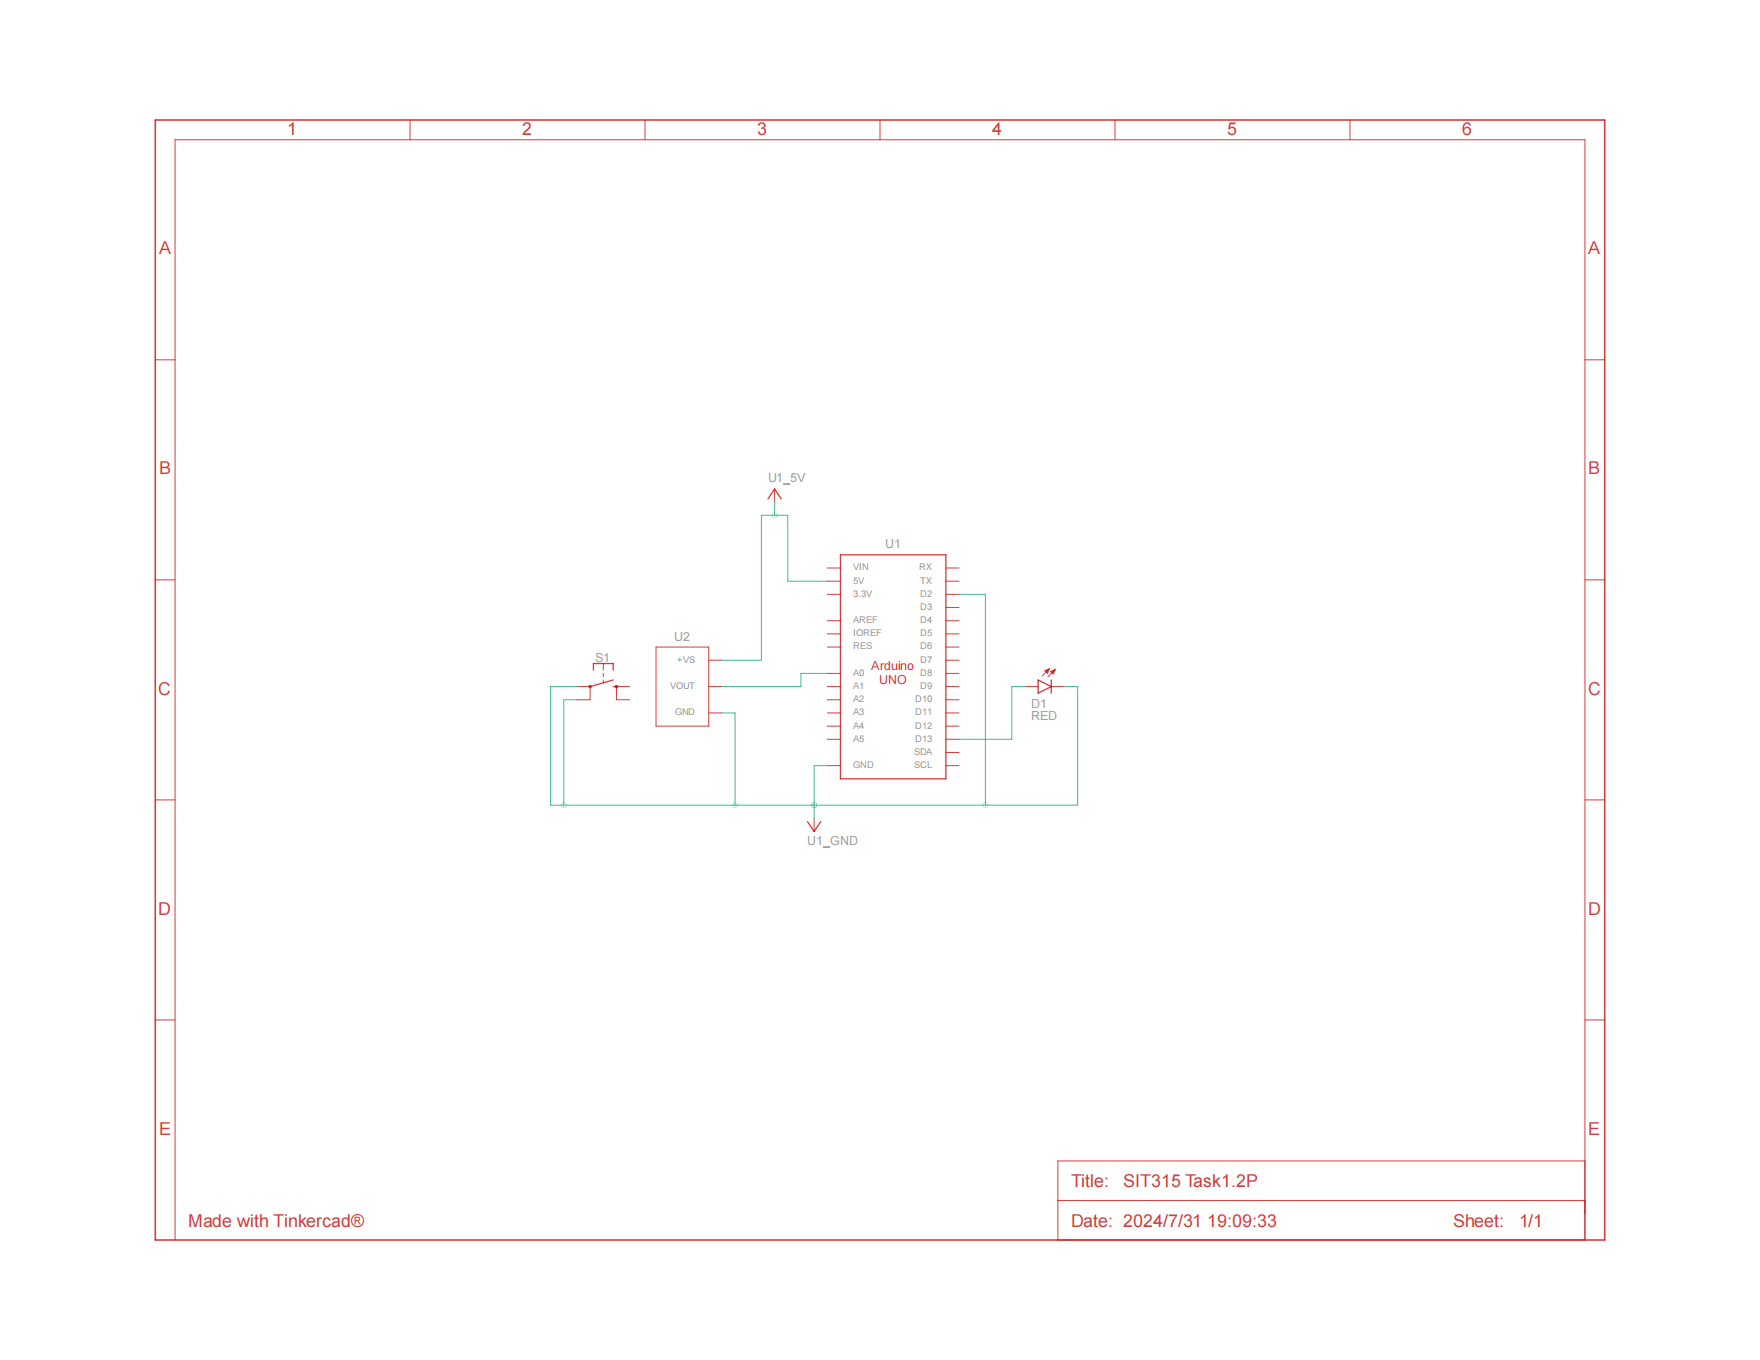 1 2 3 4 5 6
A A
B B
U1_5V
U1
VIN RX
5V TX
3.3V D2
D3
AREF D4
IOREF D5
RES D6
D7
A0 D8
A1 D9
A2 D10
A3 D11
A4 D12
A5 D13
SDA
GND SCL
Arduino
UNO
U2
+VS
VOUT
GND
S1
D1
RED
C C
U1_GND
D D
E E
Title: SIT315 Task1.2P
Made with Tinkercad®
Date: 2024/7/31 19:09:33 Sheet: 1/1